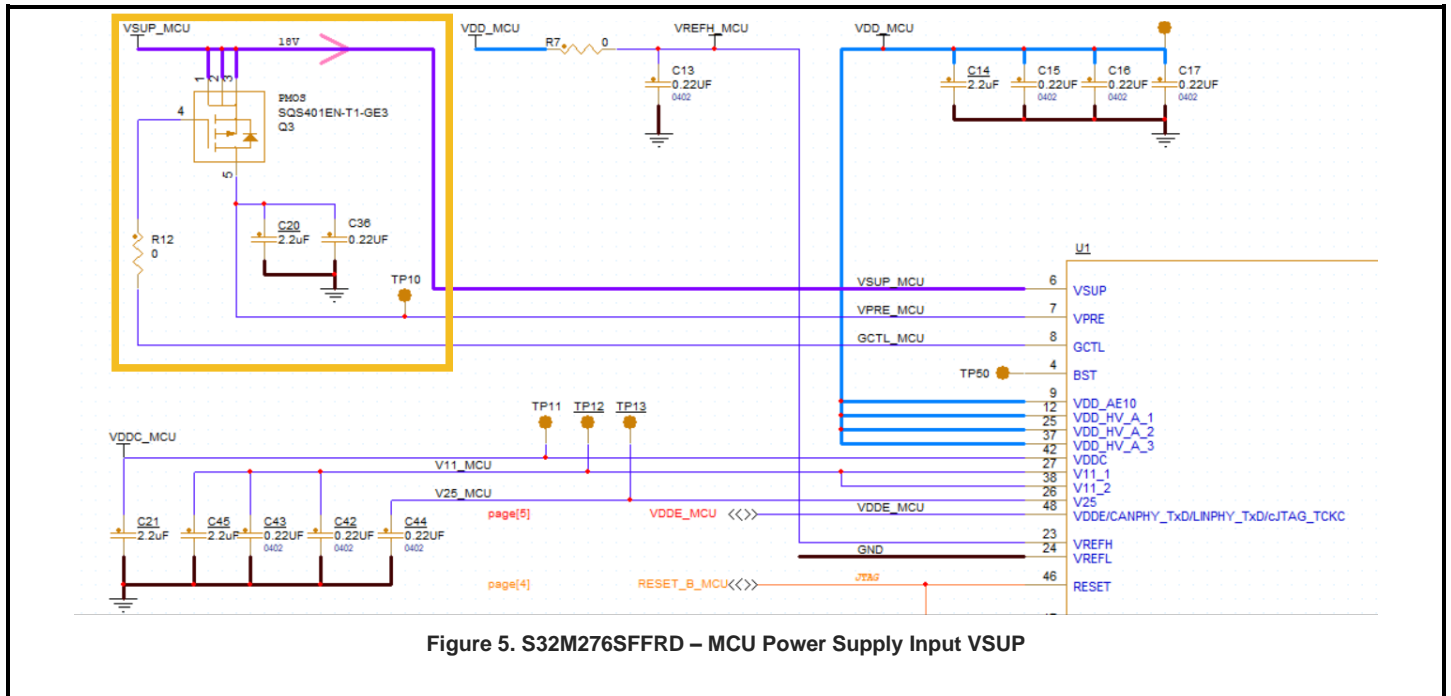 VSUP_MCU
18V
1
2
3
PMOS
SQS401EN-T1-GE3
Q3
4
5
R12
0
C20
2.2uF
C36
0.22UF
TP10
VDD_MCU
R7
0
VREFH_MCU
C13
0.22UF
0402
VDD_MCU
C14
2.2uF
C15
0.22UF
0402
C16
0.22UF
0402
C17
0.22UF
0402
U1
VSUP_MCU 6 VSUP
VPRE_MCU 7 VPRE
GCTL_MCU 8 GCTL
TP50 4 BST
9 VDD_AE10
12 VDD_HV_A_1
25 VDD_HV_A_2
37 VDD_HV_A_3
42 VDDC
27 V11_1
38 V11_2
26 V25
48 VDDE/CANPHY_TxD/LINPHY_TxD/cJTAG_TCKC
23 VREFH
24 VREFL
46 RESET
TP11 TP12 TP13
VDDC_MCU
V11_MCU
V25_MCU
C21
2.2uF
C45
2.2uF
C43
0.22UF
0402
C42
0.22UF
0402
C44
0.22UF
0402
page[5] VDDE_MCU VDDE_MCU
GND
page[4] RESET_B_MCU JTAG
Figure 5. S32M276SFFRD – MCU Power Supply Input VSUP